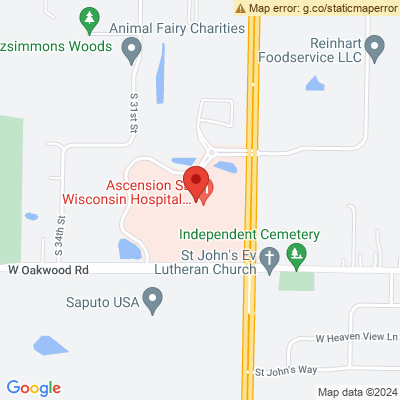 Map error: g.co/staticmaperror
Animal Fairy Charities
zsimmons Woods
Reinhart
Foodservice LLC
S 31st St
Ascension S
Wisconsin Hospital...
S 34th St
Independent Cemetery
St John's Ev
Lutheran Church
W Oakwood Rd
Saputo USA
W Heaven View Ln
St John's Way
Google
Map data ©2024